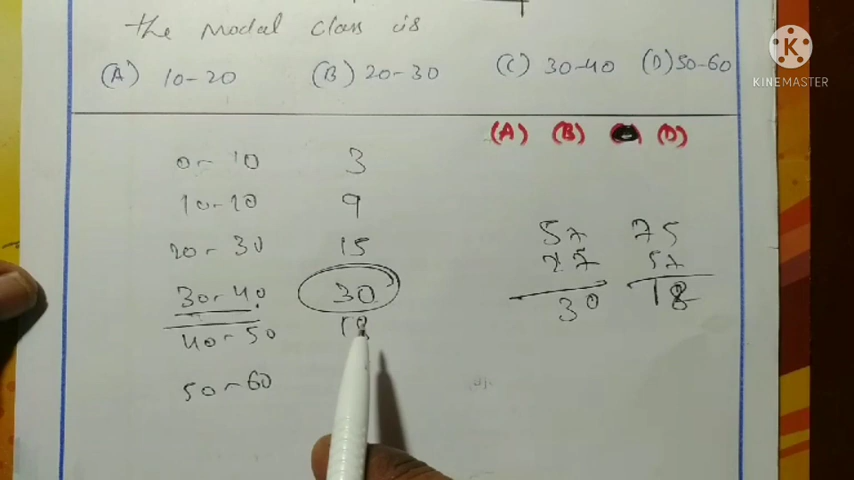 the Modal class is
(A) 10-20 (B) 20-30 (C) 30-40 (D) 50-60
K
KINEMASTER
(A) (B) (D)
0-10 3
10-20 9
20-30 15
30-40 30
40-50 18
50-60
57
27
30
75
57
18